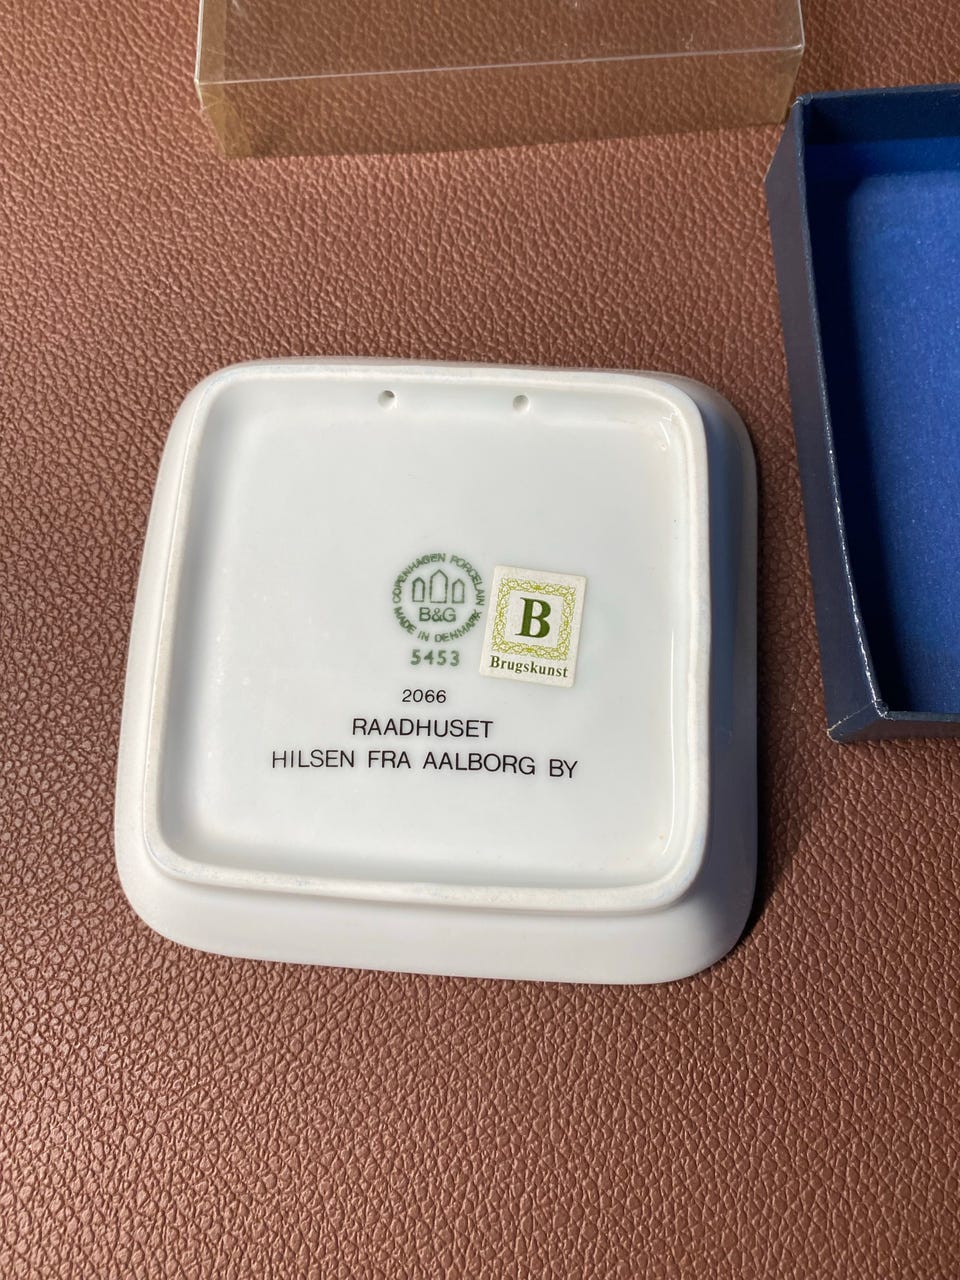 COPENHAGEN PORCELAIN
B&G
MADE IN DENMARK
5453
B
Brugskunst
2066
RAADHUSET
HILSEN FRA AALBORG BY